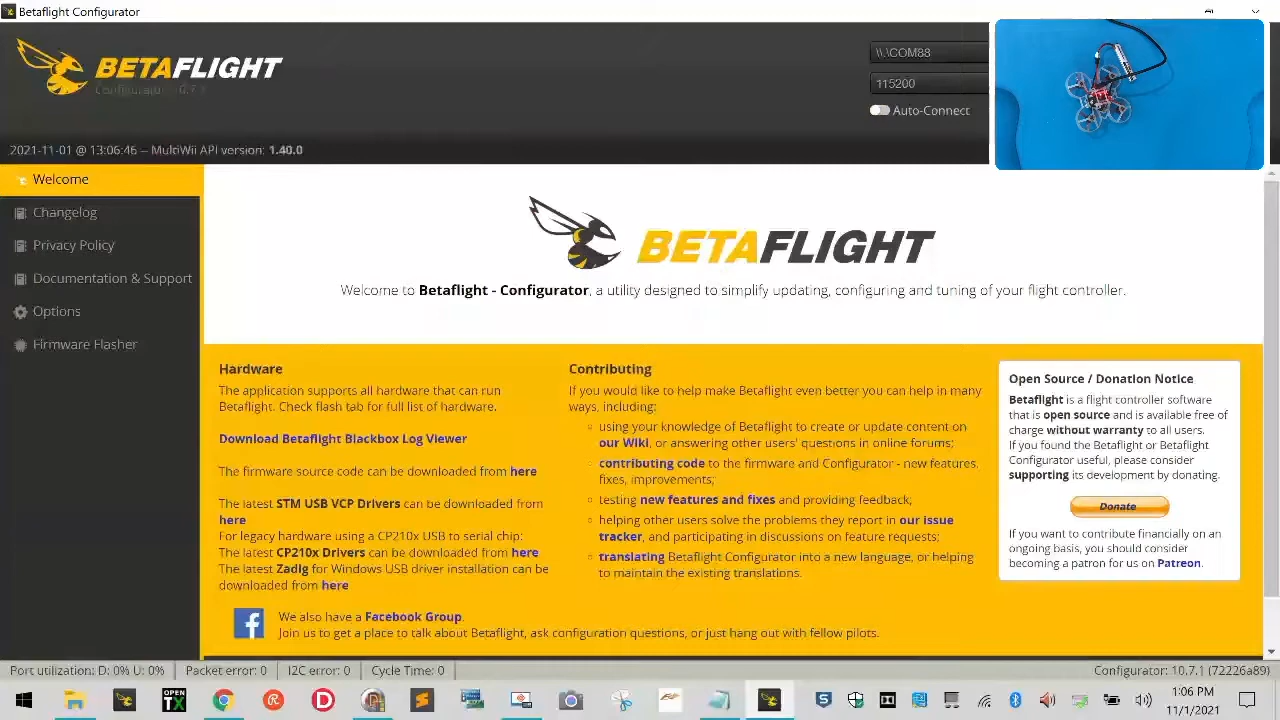 Betaflight Configurator
BETAFLIGHT
Configurator 10.7.1
\\.\COM88
115200
Auto-Connect
2021-11-01 @ 13:06:46 -- MultiWii API version: 1.40.0
Welcome
Changelog
Privacy Policy
Documentation & Support
Options
Firmware Flasher
BETAFLIGHT
Welcome to Betaflight - Configurator, a utility designed to simplify updating, configuring and tuning of your flight controller.
Hardware
The application supports all hardware that can run
Betaflight. Check flash tab for full list of hardware.
Download Betaflight Blackbox Log Viewer
The firmware source code can be downloaded from here
The latest STM USB VCP Drivers can be downloaded from
here
For legacy hardware using a CP210x USB to serial chip:
The latest CP210x Drivers can be downloaded from here
The latest Zadig for Windows USB driver installation can be
downloaded from here
Contributing
If you would like to help make Betaflight even better you can help in many
ways, including:
using your knowledge of Betaflight to create or update content on
our Wiki, or answering other users' questions in online forums;
contributing code to the firmware and Configurator - new features,
fixes, improvements;
testing new features and fixes and providing feedback;
helping other users solve the problems they report in our issue
tracker, and participating in discussions on feature requests;
translating Betaflight Configurator into a new language, or helping
to maintain the existing translations.
Open Source / Donation Notice
Betaflight is a flight controller software
that is open source and is available free of
charge without warranty to all users.
If you found the Betaflight or Betaflight
Configurator useful, please consider
supporting its development by donating.
Donate
If you want to contribute financially on an
ongoing basis, you should consider
becoming a patron for us on Patreon.
We also have a Facebook Group.
Join us to get a place to talk about Betaflight, ask configuration questions, or just hang out with fellow pilots.
Port utilization: D: 0% U: 0%
Packet error: 0
I2C error: 0
Cycle Time: 0
Configurator: 10.7.1 (72226a89)
OPEN
TX
1:06 PM
11/1/2021